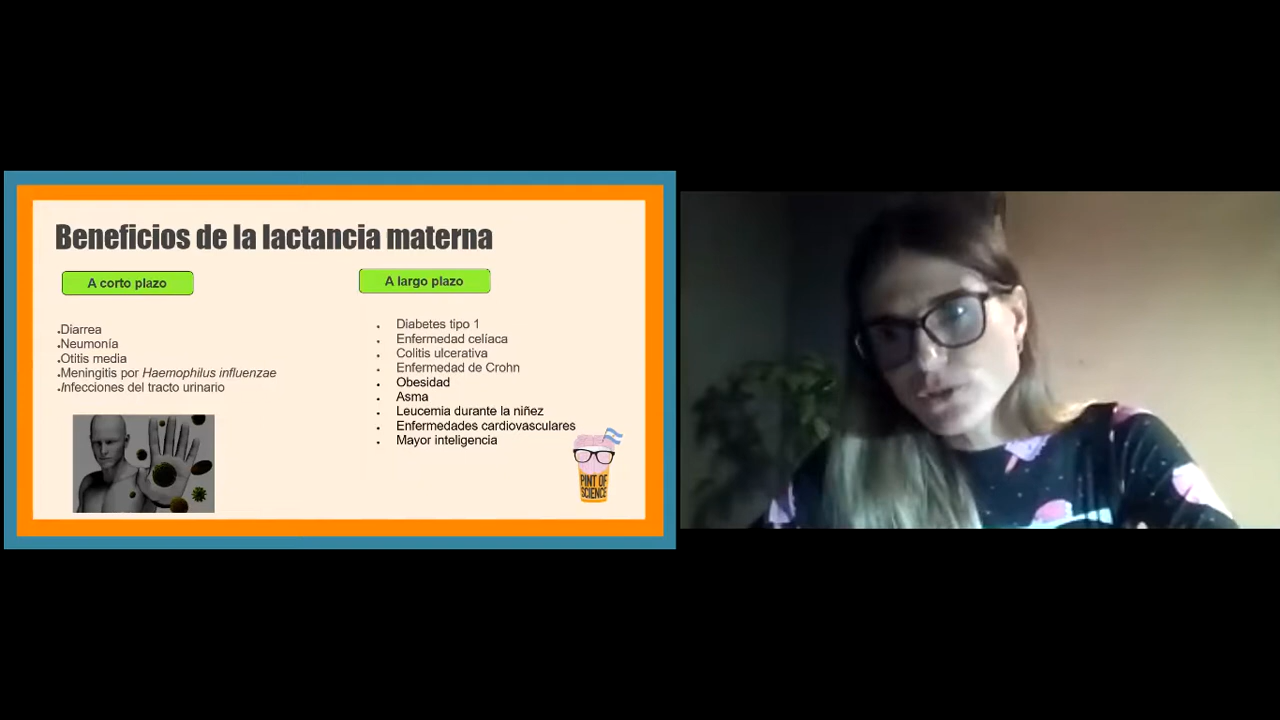 Beneficios de la lactancia materna
A corto plazo
Diarrea
Neumonía
Otitis media
Meningitis por Haemophilus influenzae
Infecciones del tracto urinario
A largo plazo
Diabetes tipo 1
Enfermedad celíaca
Colitis ulcerativa
Enfermedad de Crohn
Obesidad
Asma
Leucemia durante la niñez
Enfermedades cardiovasculares
Mayor inteligencia
PINT OF
SCIENCE